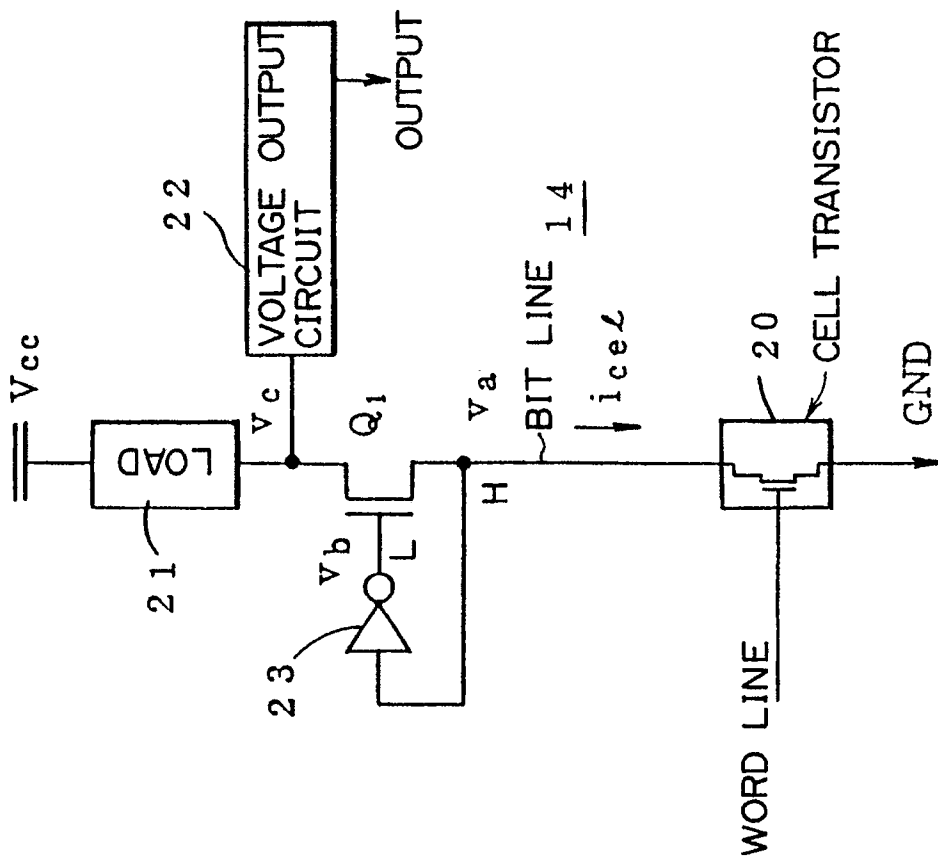 Vcc
LOAD
21
Vc
22
VOLTAGE OUTPUT
CIRCUIT
OUTPUT
Q1
Vb
L
23
H
Va
BIT LINE 14
icel
20
CELL TRANSISTOR
WORD LINE
GND